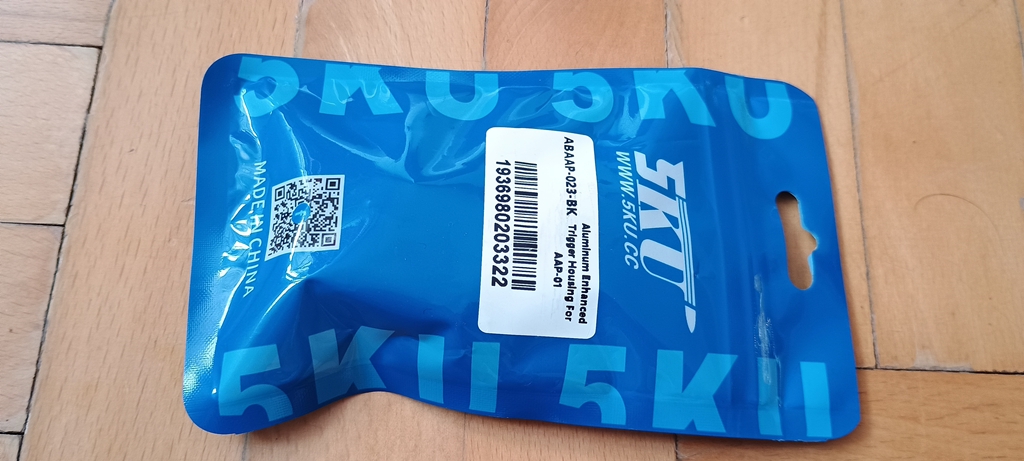 5KU 5KU
5KU
WWW.5KU.CC
ABAAP-023-BK
Aluminum Enhanced
Trigger Housing For
AAP-01
19369802033222
MADE IN CHINA
5KU 5KU